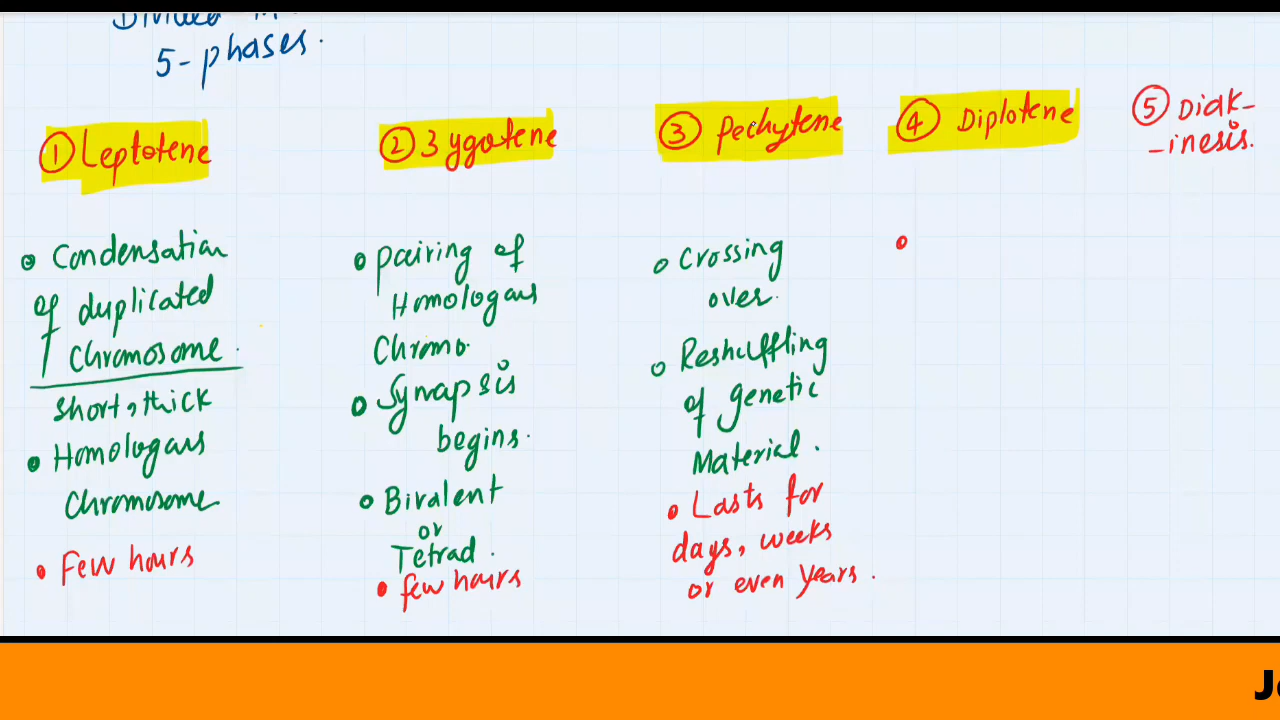 Divided in
5-phases.
① Leptotene
② Zygotene
③ Pechytene
④ Diplotene
⑤ Diak-
-inesis.
• Condensation
of duplicated
Chromosome.
Short, thick
• Homologous
Chromosome
• Few hours
• pairing of
Homologous
Chromo.
• Synapsis
begins.
• Bivalent
or
Tetrad.
• few hours
• Crossing
over.
• Reshuffling
of genetic
Material.
• Lasts for
days, weeks
or even years.
•